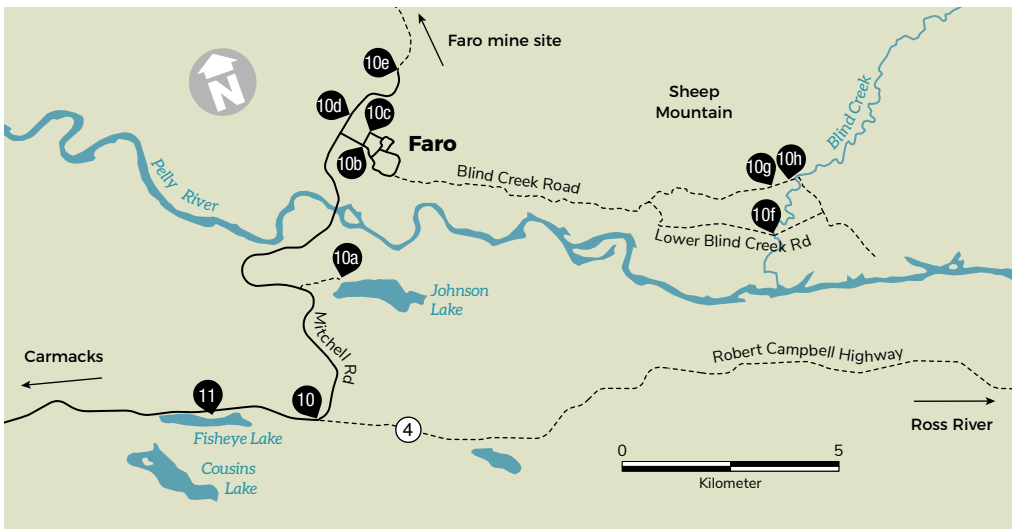 Faro mine site
10e
N
10d
10c
Sheep
Mountain
Blind Creek
Faro
10b
10g
10h
Pelly River
Blind Creek Road
10f
Lower Blind Creek Rd
10a
Johnson
Lake
Mitchell Rd
Robert Campbell Highway
Carmacks
11
10
4
Ross River
Fisheye Lake
Cousins
Lake
0
5
Kilometer